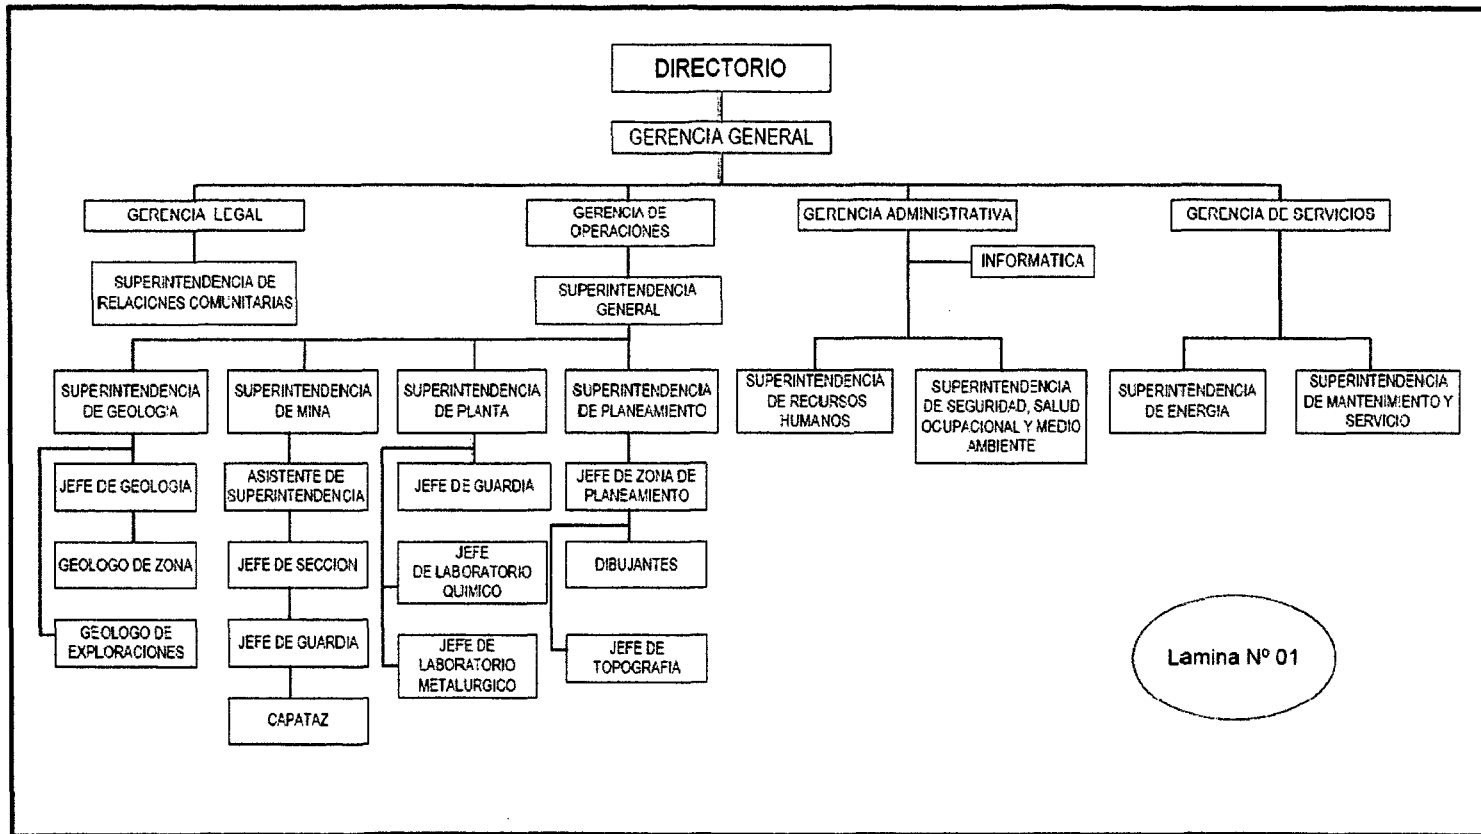 DIRECTORIO
GERENCIA GENERAL
GERENCIA LEGAL
GERENCIA DE
OPERACIONES
GERENCIA ADMINISTRATIVA
GERENCIA DE SERVICIOS
INFORMATICA
SUPERINTENDENCIA DE
RELACIONES COMUNITARIAS
SUPERINTENDENCIA
GENERAL
SUPERINTENDENCIA
DE GEOLOGIA
SUPERINTENDENCIA
DE MINA
SUPERINTENDENCIA
DE PLANTA
SUPERINTENDENCIA
DE PLANEAMIENTO
SUPERINTENDENCIA
DE RECURSOS
HUMANOS
SUPERINTENDENCIA
DE SEGURIDAD, SALUD
OCUPACIONAL Y MEDIO
AMBIENTE
SUPERINTENDENCIA
DE ENERGIA
SUPERINTENDENCIA
DE MANTENIMIENTO Y
SERVICIO
JEFE DE GEOLOGIA
ASISTENTE DE
SUPERINTENDENCIA
JEFE DE GUARDIA
JEFE DE ZONA DE
PLANEAMIENTO
GEOLOGO DE ZONA
JEFE DE SECCION
JEFE
DE LABORATORIO
QUIMICO
DIBUJANTES
GEOLOGO DE
EXPLORACIONES
JEFE DE GUARDIA
JEFE DE
LABORATORIO
METALURGICO
JEFE DE
TOPOGRAFIA
CAPATAZ
Lamina Nº 01